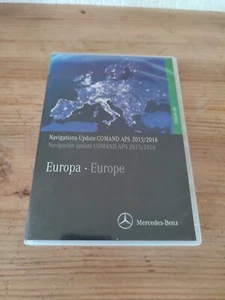 Navigations-Update COMAND APS 2015/2016
Navigation update COMAND APS 2015/2016
Europa - Europe
Mercedes-Benz